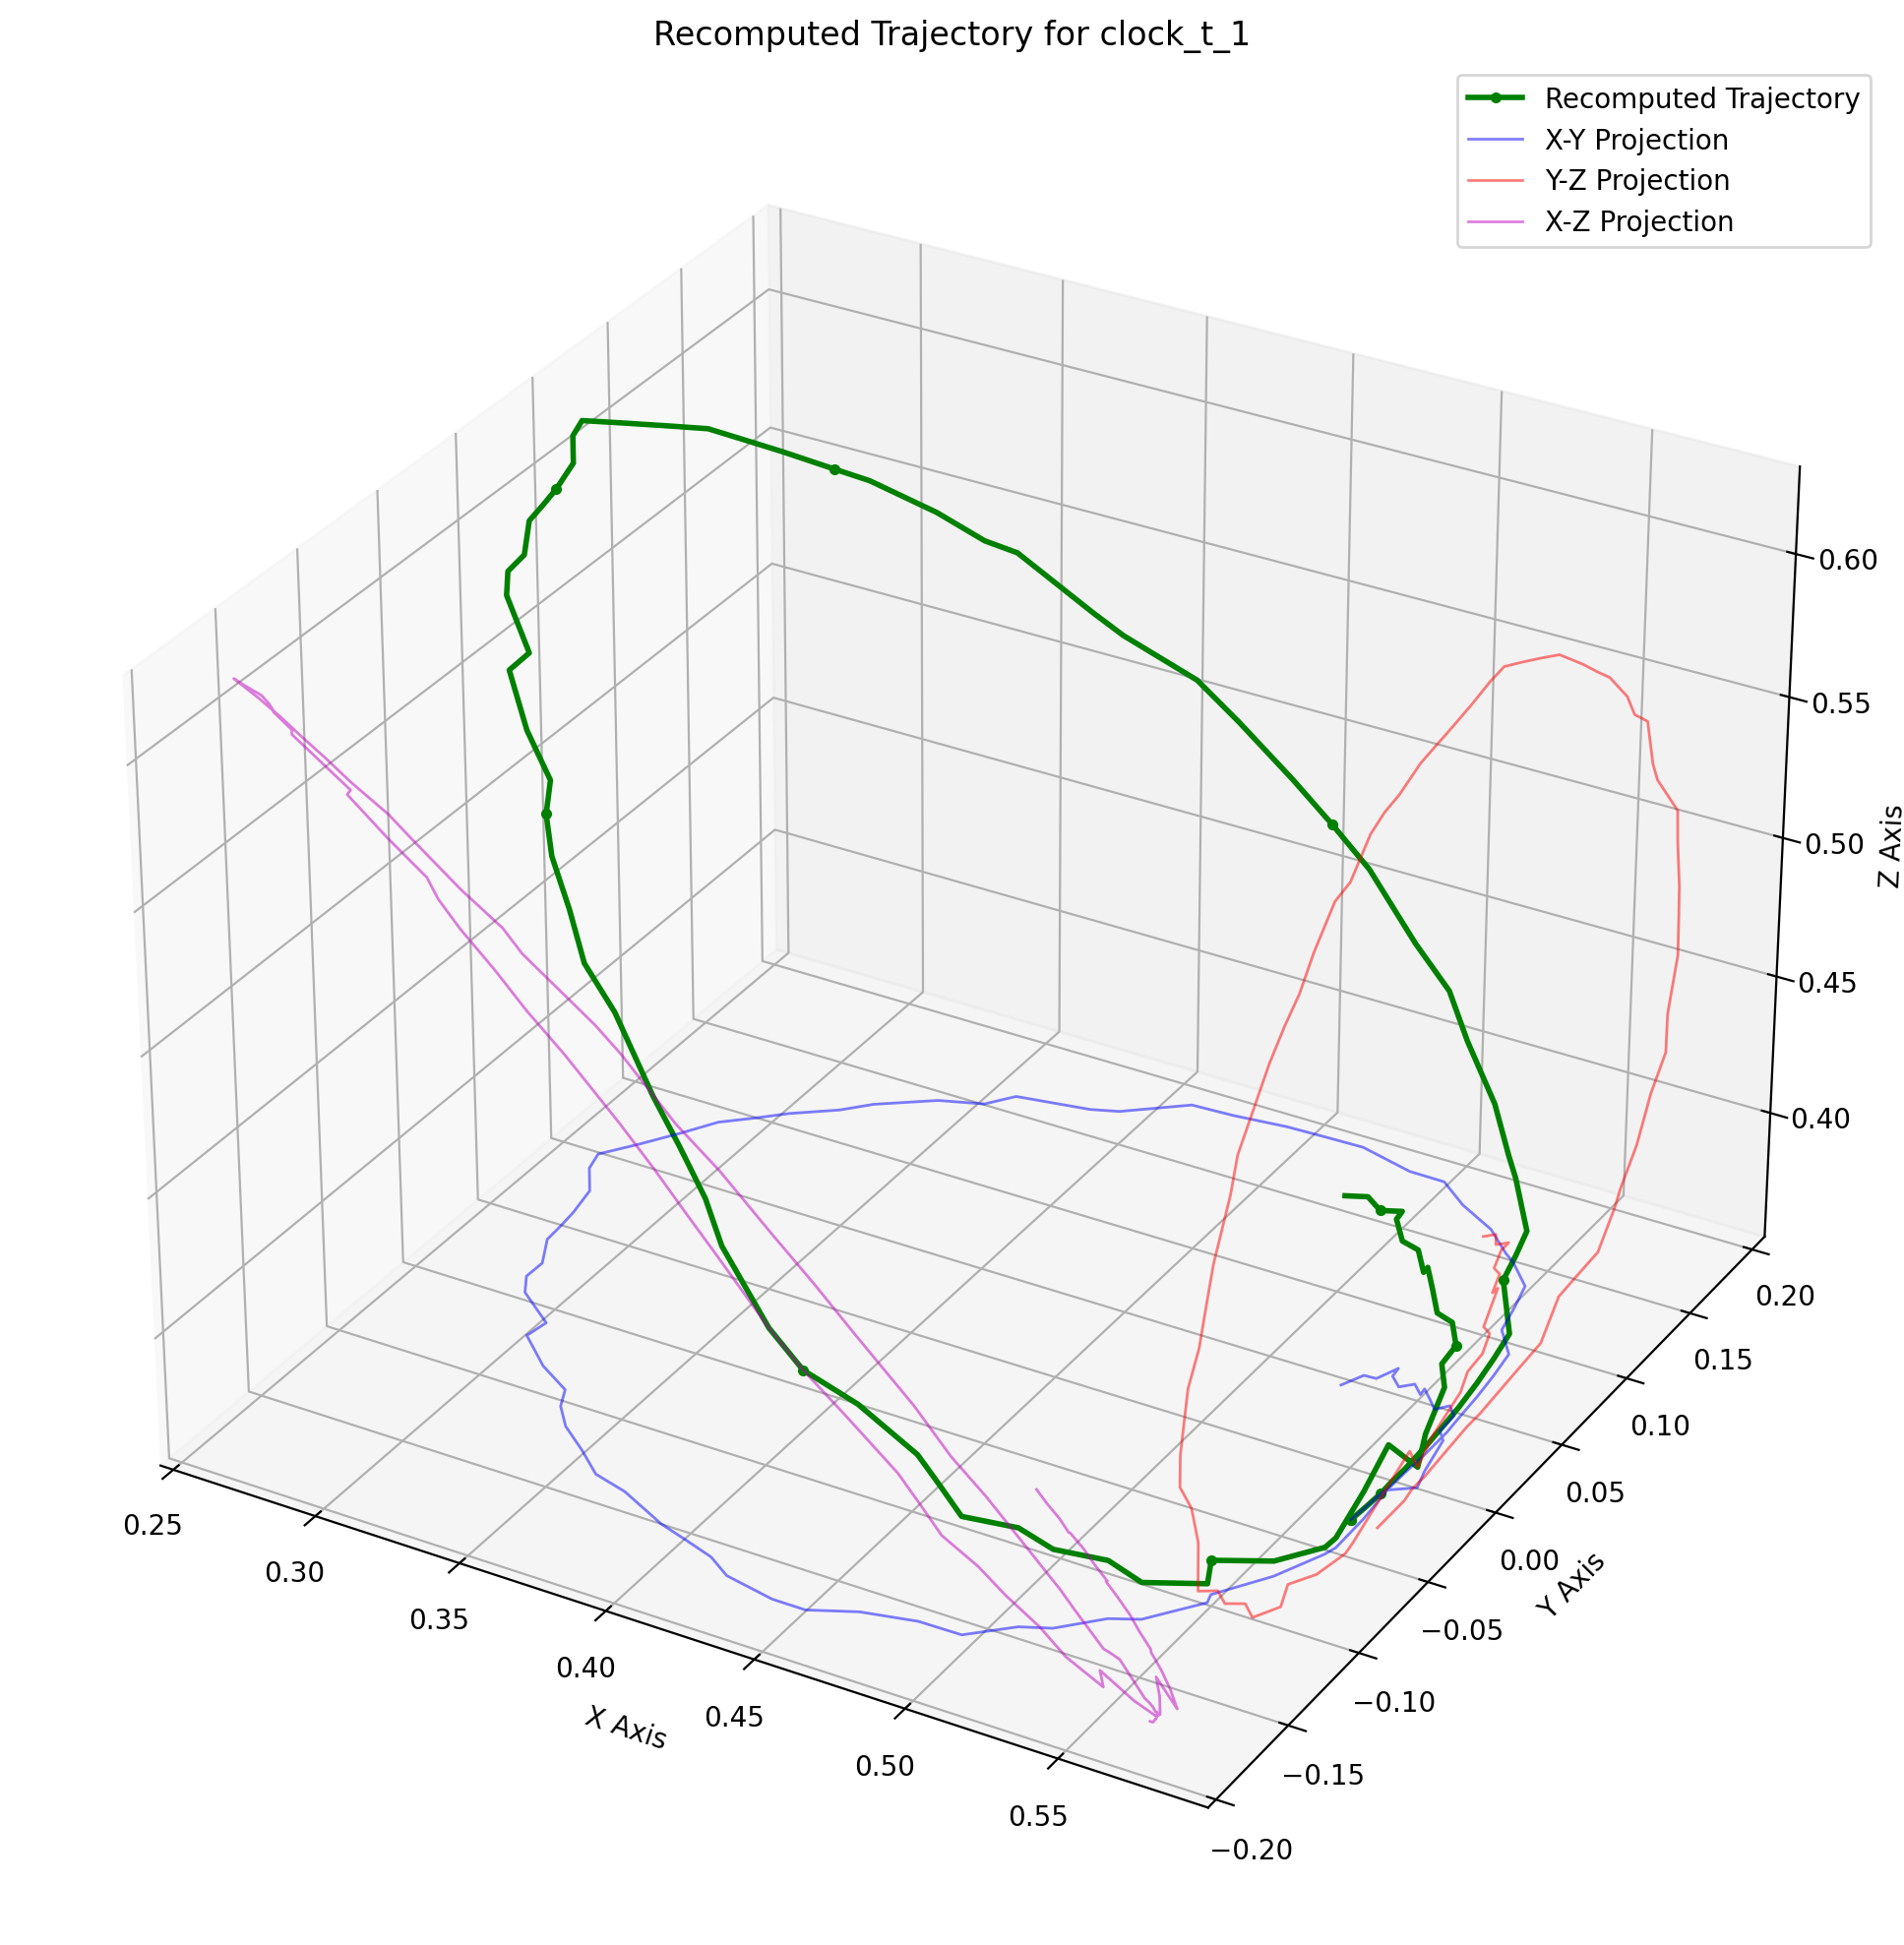 Recomputed Trajectory for clock_t_1
Recomputed Trajectory
X-Y Projection
Y-Z Projection
X-Z Projection
0.60
0.55
0.50
0.45
0.40
Z Axis
0.20
0.15
0.10
0.05
0.00
−0.05
−0.10
−0.15
−0.20
Y Axis
0.25
0.30
0.35
0.40
0.45
0.50
0.55
X Axis